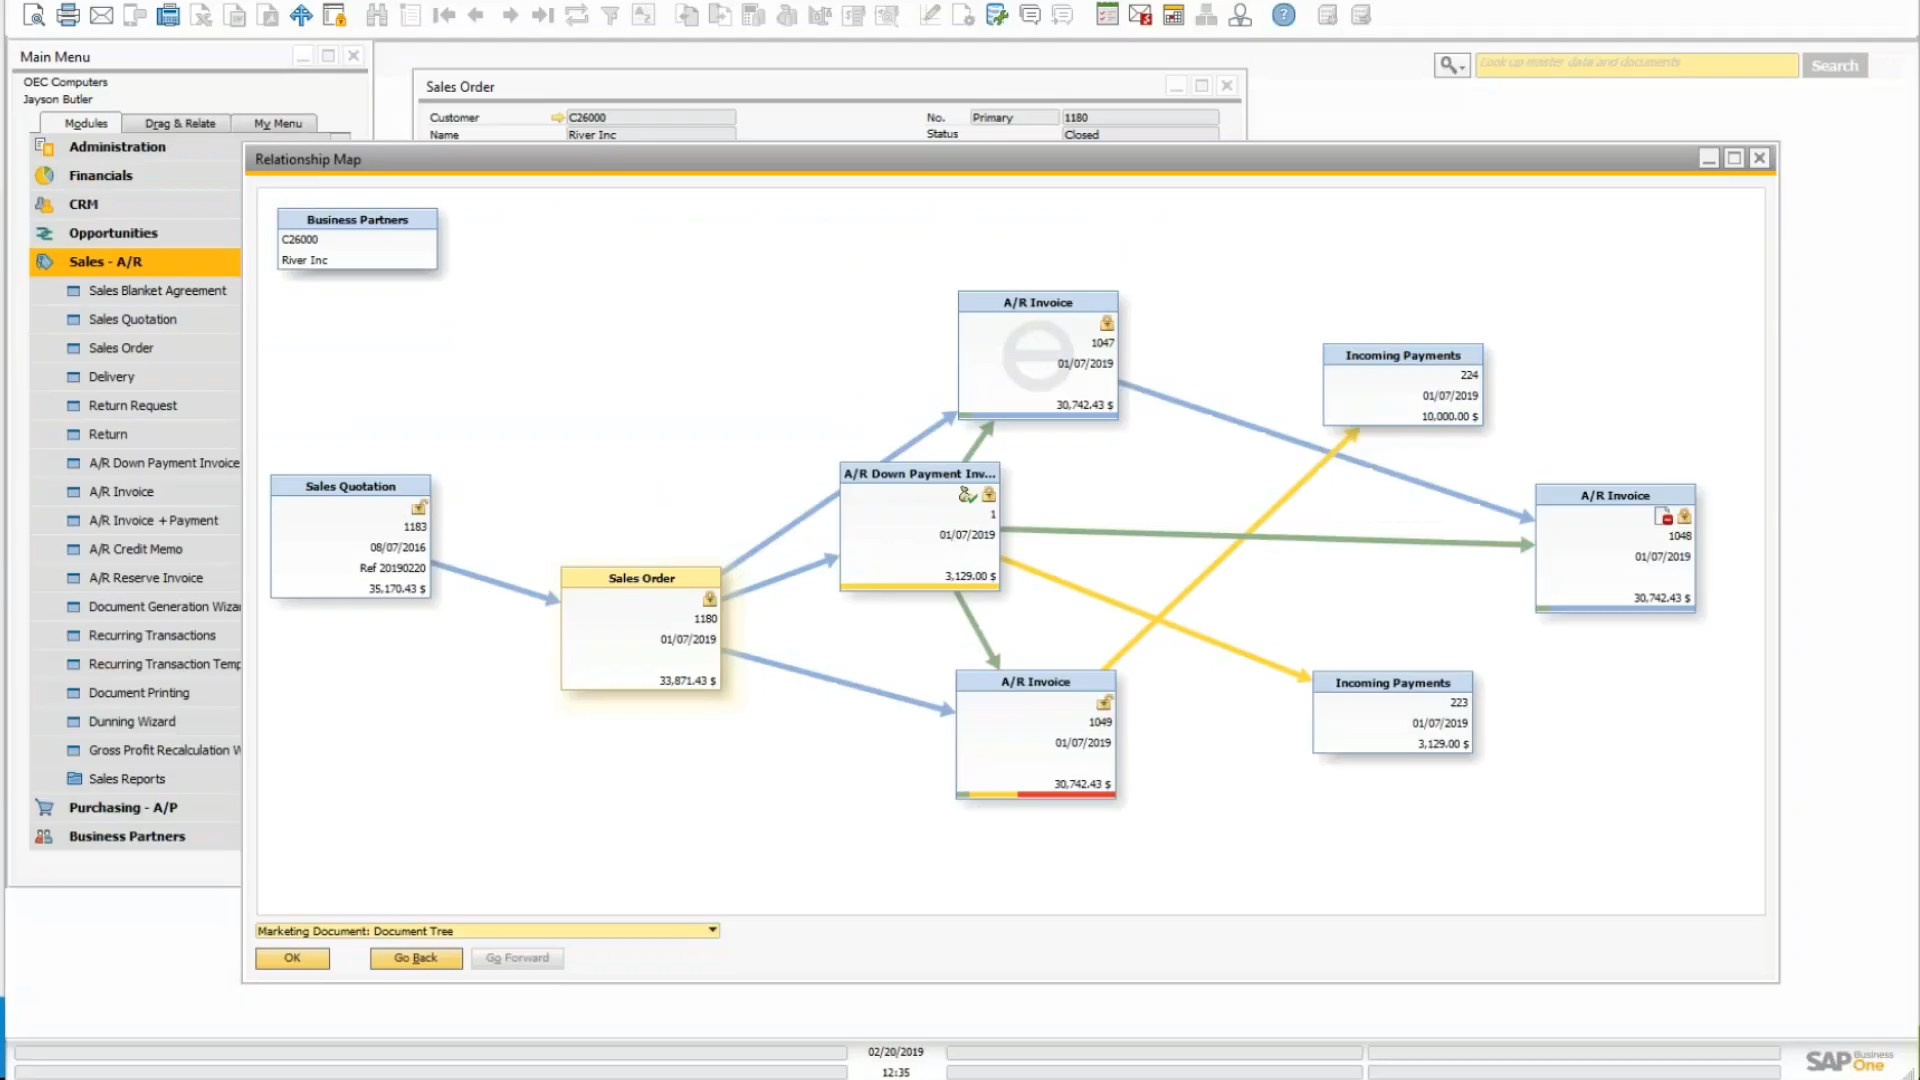 Main Menu
OEC Computers
Jayson Butler
Modules
Drag & Relate
My Menu
Administration
Financials
CRM
Opportunities
Sales - A/R
Sales Blanket Agreement
Sales Quotation
Sales Order
Delivery
Return Request
Return
A/R Down Payment Invoice
A/R Invoice
A/R Invoice + Payment
A/R Credit Memo
A/R Reserve Invoice
Document Generation Wizar
Recurring Transactions
Recurring Transaction Temp
Document Printing
Dunning Wizard
Gross Profit Recalculation W
Sales Reports
Purchasing - A/P
Business Partners
Look up master data and documents
Search
Sales Order
Customer
C26000
No.
Primary
1180
Name
River Inc
Status
Closed
Relationship Map
Business Partners
C26000
River Inc
A/R Invoice
1047
01/07/2019
30,742.43 $
Incoming Payments
224
01/07/2019
10,000.00 $
A/R Down Payment Inv...
1
01/07/2019
3,129.00 $
Sales Quotation
1183
08/07/2016
Ref 20190220
35,170.43 $
A/R Invoice
1048
01/07/2019
30,742.43 $
Sales Order
1180
01/07/2019
33,871.43 $
A/R Invoice
1049
01/07/2019
30,742.43 $
Incoming Payments
223
01/07/2019
3,129.00 $
Marketing Document: Document Tree
OK
Go Back
Go Forward
02/20/2019
12:35
SAP Business One